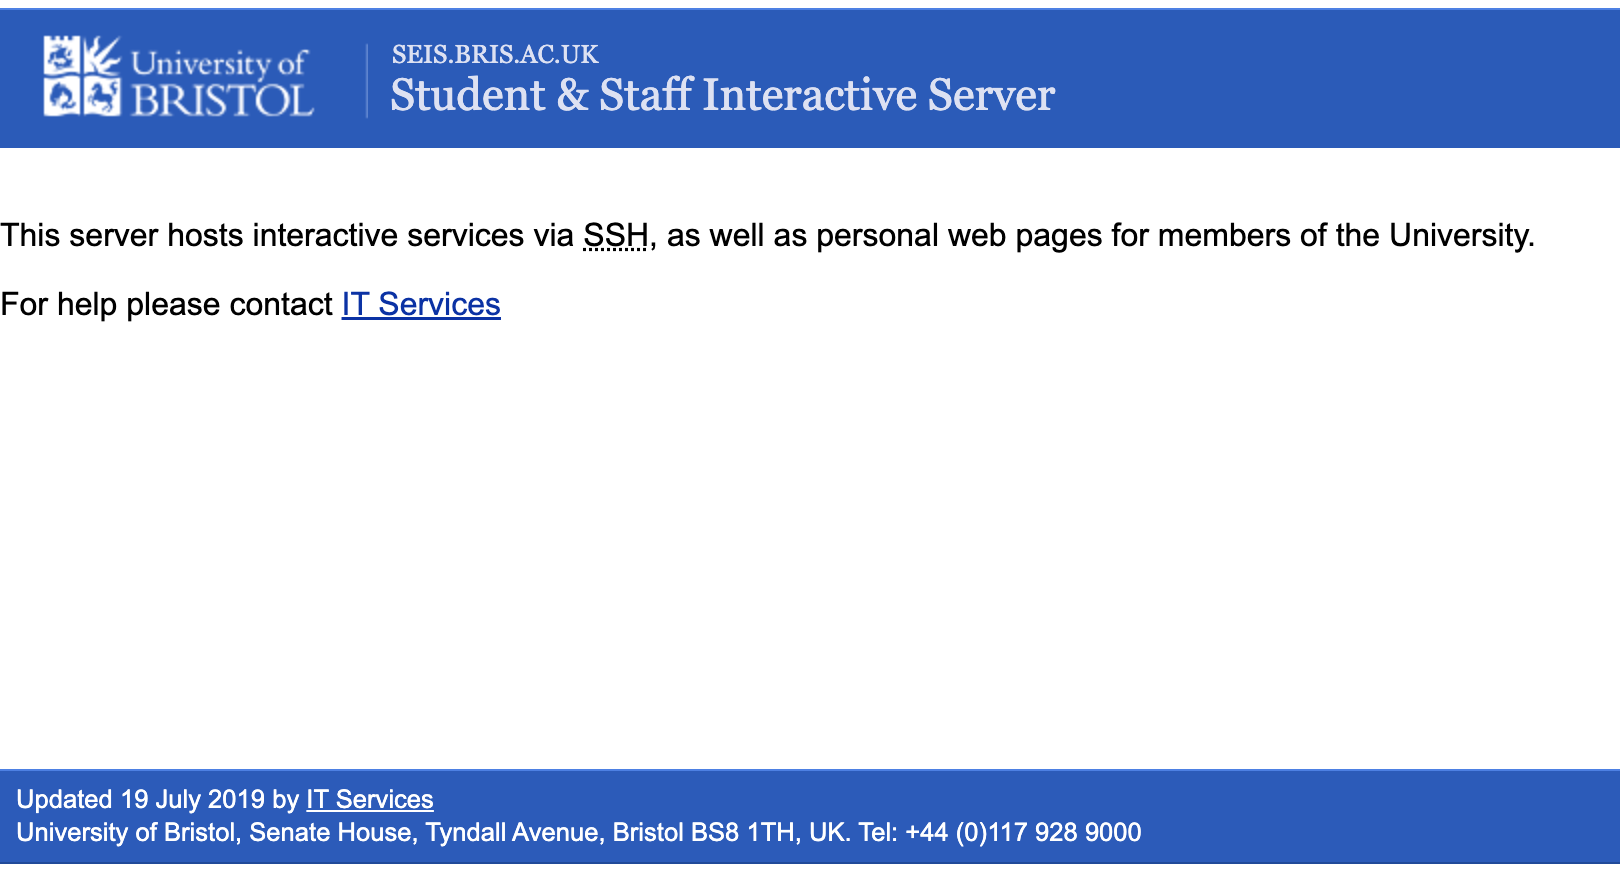 University of
BRISTOL
SEIS.BRIS.AC.UK
Student & Staff Interactive Server
This server hosts interactive services via SSH, as well as personal web pages for members of the University.
For help please contact IT Services
Updated 19 July 2019 by IT Services
University of Bristol, Senate House, Tyndall Avenue, Bristol BS8 1TH, UK. Tel: +44 (0)117 928 9000